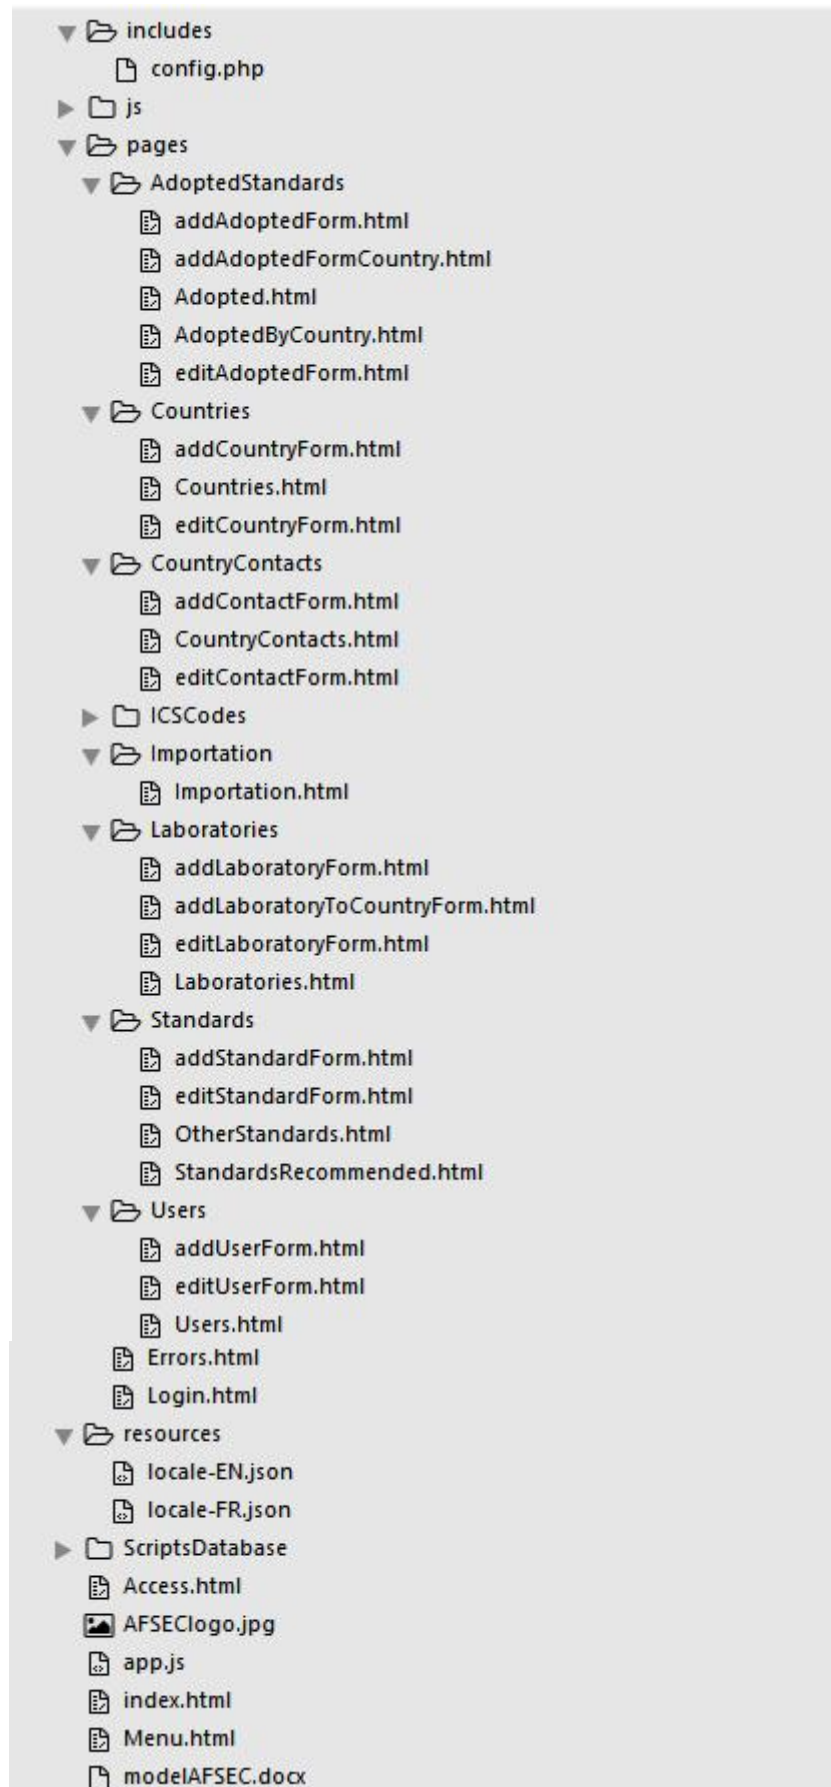 includes
config.php
js
pages
AdoptedStandards
addAdoptedForm.html
addAdoptedFormCountry.html
Adopted.html
AdoptedByCountry.html
editAdoptedForm.html
Countries
addCountryForm.html
Countries.html
editCountryForm.html
CountryContacts
addContactForm.html
CountryContacts.html
editContactForm.html
ICSCodes
Importation
Importation.html
Laboratories
addLaboratoryForm.html
addLaboratoryToCountryForm.html
editLaboratoryForm.html
Laboratories.html
Standards
addStandardForm.html
editStandardForm.html
OtherStandards.html
StandardsRecommended.html
Users
addUserForm.html
editUserForm.html
Users.html
Errors.html
Login.html
resources
locale-EN.json
locale-FR.json
ScriptsDatabase
Access.html
AFSEClogo.jpg
app.js
index.html
Menu.html
modelAFSEC.docx